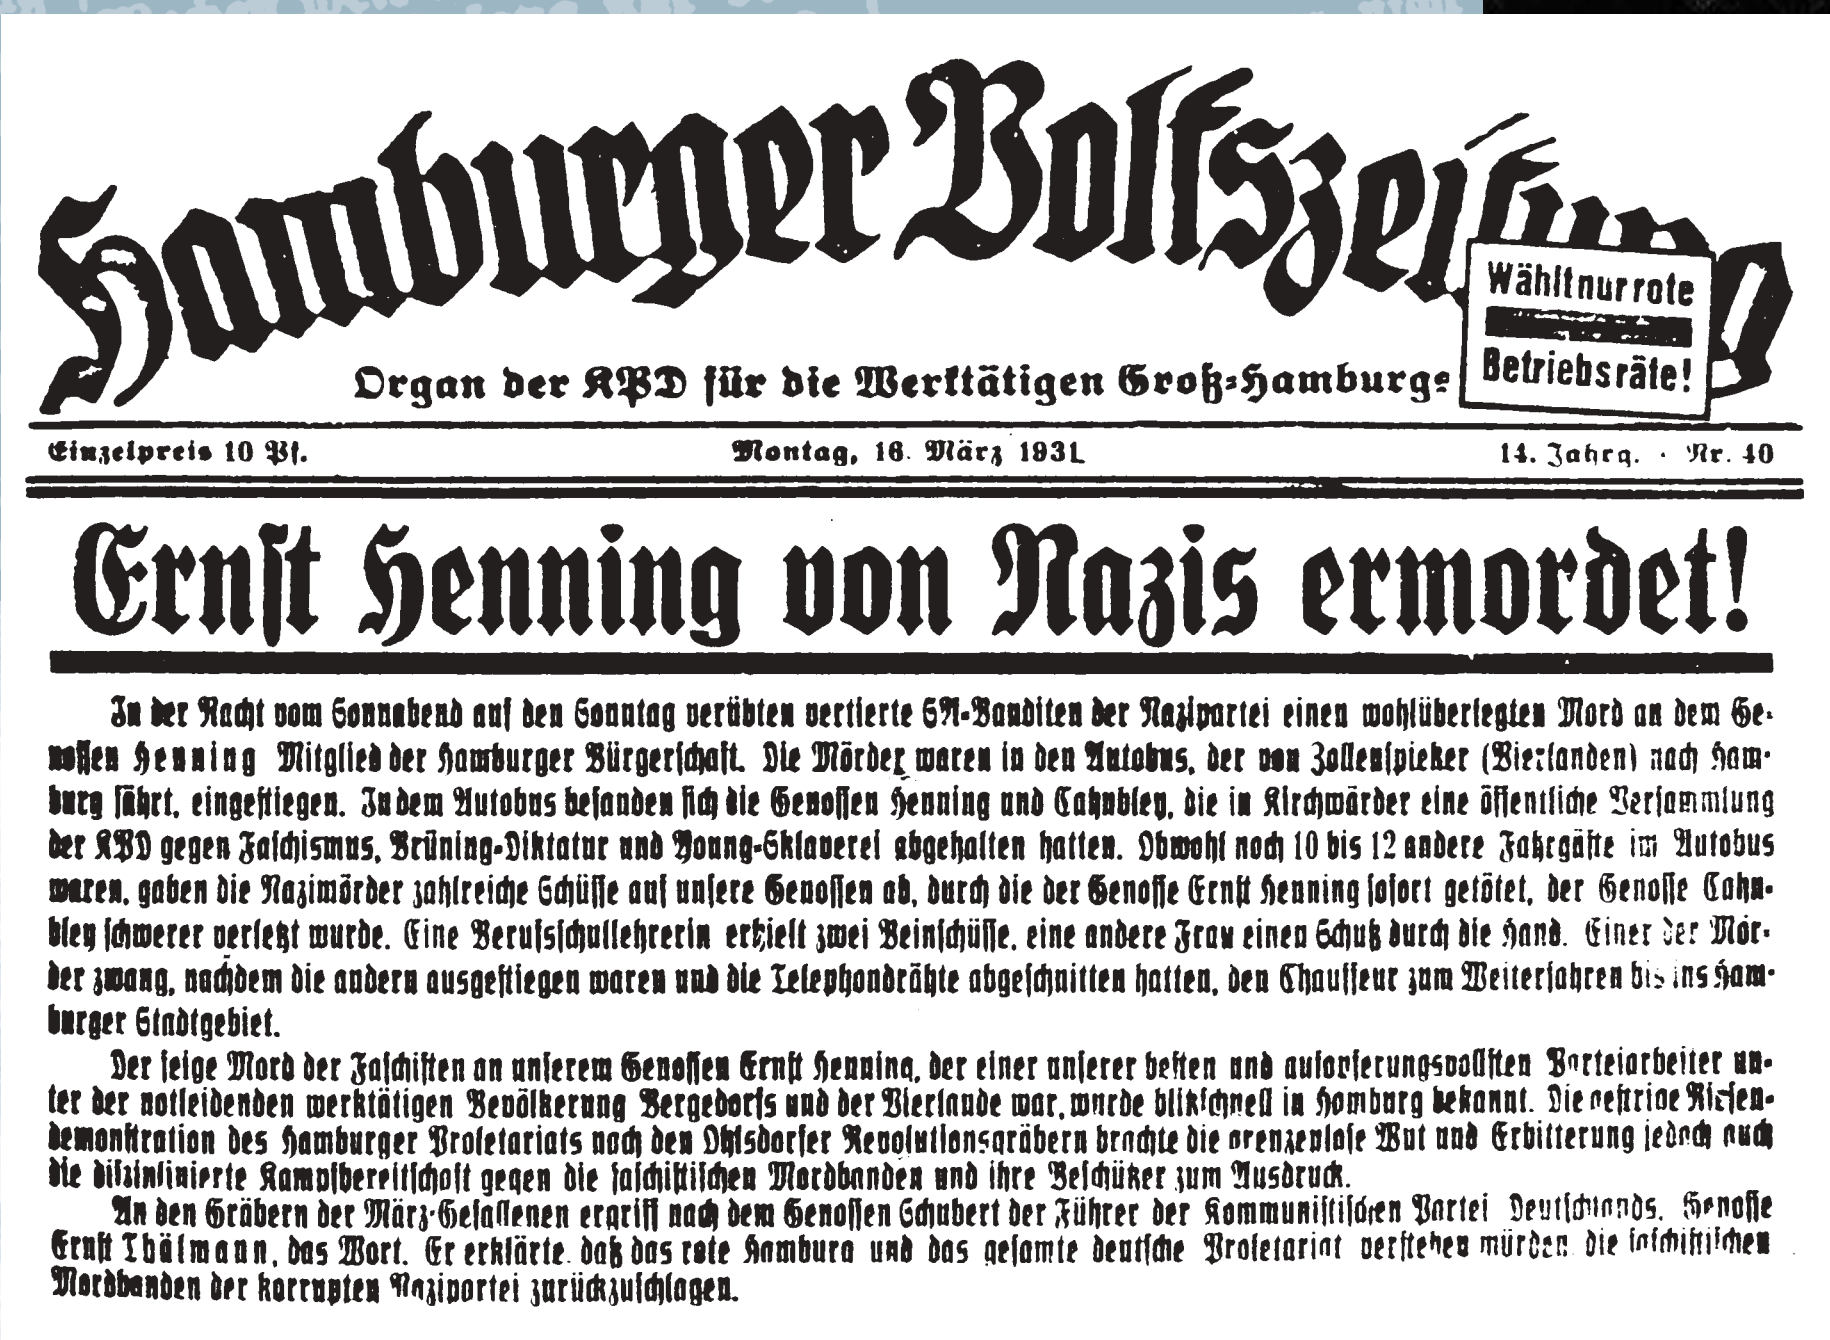 Hamburger Volkszeitung
Wählt nur rote
Betriebsräte!
Organ der KPD für die Werktätigen Groß-Hamburgs
Einzelpreis 10 Pf.
Montag, 16. März 1931
14. Jahrg. · Nr. 40
Ernst Henning von Nazis ermordet!
In der Nacht vom Sonnabend auf den Sonntag verübten vertierte SA-Banditen der Nazipartei einen wohlüberlegten Mord an dem Ge-
nossen Henning Mitglied der Hamburger Bürgerschaft. Die Mörder waren in den Autobus, der von Zollenspieker (Vierlanden) nach Ham-
burg fährt, eingestiegen. In dem Autobus befanden sich die Genossen Henning und Cahnbley, die in Kirchwärder eine öffentliche Versammlung
der KPD gegen Faschismus, Brüning-Diktatur und Young-Sklaverei abgehalten hatten. Obwohl noch 10 bis 12 andere Fahrgäste im Autobus
waren, gaben die Nazimörder zahlreiche Schüsse auf unsere Genossen ab, durch die der Genosse Ernst Henning sofort getötet, der Genosse Cahn-
bley schwerer verletzt wurde. Eine Berufsschullehrerin erhielt zwei Beinschüsse, eine andere Frau einen Schuß durch die Hand. Einer der Mör-
der zwang, nachdem die andern ausgestiegen waren und die Telephondrähte abgeschnitten hatten, den Chauffeur zum Weiterfahren bis ins Ham-
burger Stadtgebiet.
Der feige Mord der Faschisten an unserem Genossen Ernst Henning, der einer unserer besten und aufopferungsvollsten Parteiarbeiter un-
ter der notleidenden werktätigen Bevölkerung Bergedorfs und der Vierlande war, wurde blitzschnell in Hamburg bekannt. Die gestrige Riesen-
demonstration des Hamburger Proletariats nach den Ohlsdorfer Revolutionsgräbern brachte die grenzenlose Wut und Erbitterung jedoch auch
die disziplinierte Kampfbereitschaft gegen die faschistischen Mordbanden und ihre Beschützer zum Ausdruck.
An den Gräbern der März-Gefallenen ergriff nach dem Genossen Schubert der Führer der Kommunistischen Partei Deutschlands, Genosse
Ernst Thälmann, das Wort. Er erklärte, daß das rote Hamburg und das gesamte deutsche Proletariat verstehen würden die faschistischen
Mordbanden der korrupten Nazipartei zurückzuschlagen.